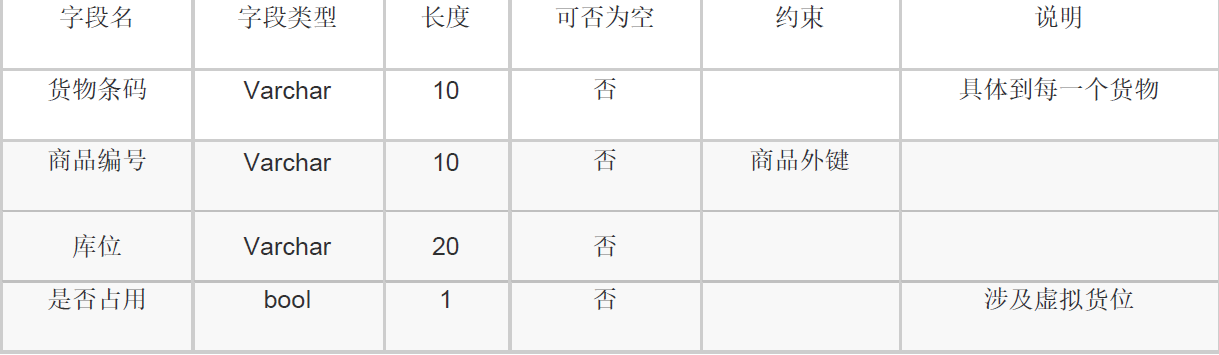 字段名 字段类型 长度 可否为空 约束 说明
货物条码 Varchar 10 否 具体到每一个货物
商品编号 Varchar 10 否 商品外键
库位 Varchar 20 否
是否占用 bool 1 否 涉及虚拟货位